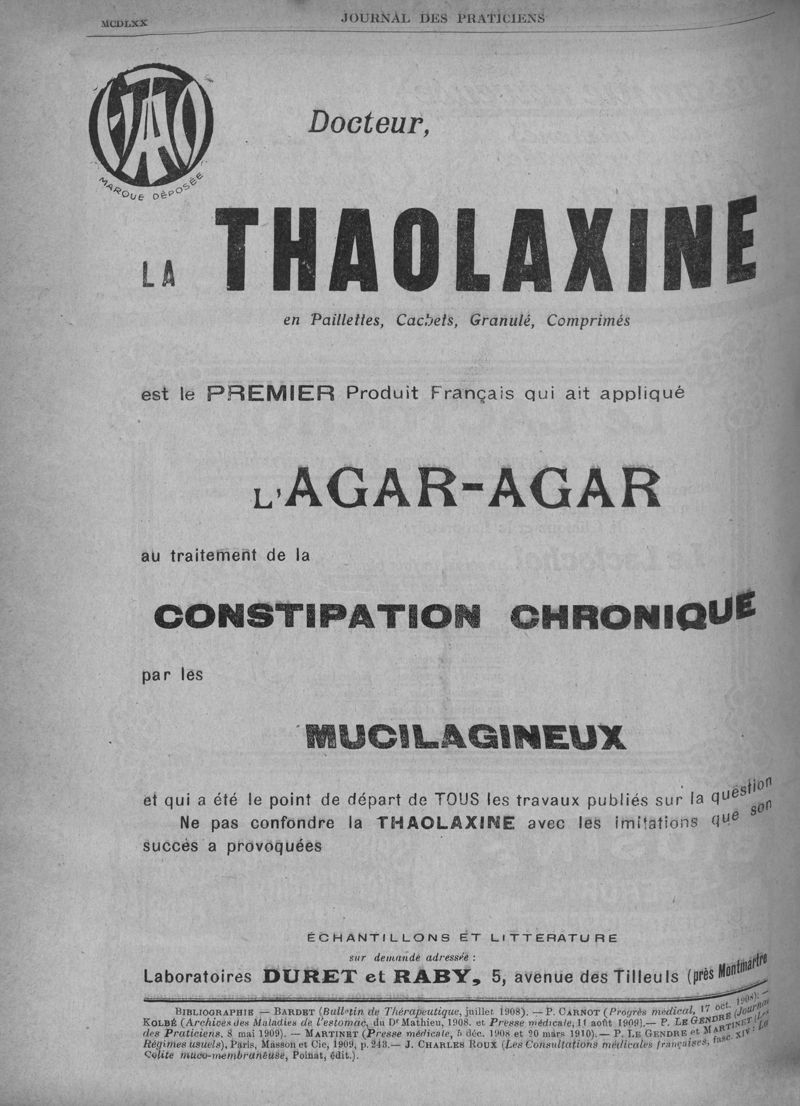 MCDLXX
JOURNAL DES PRATICIENS
THAO
MARQUE DÉPOSÉE
Docteur,
LA THAOLAXINE
en Paillettes, Cachets, Granulé, Comprimés
est le PREMIER Produit Français qui ait appliqué
L'AGAR-AGAR
au traitement de la
CONSTIPATION CHRONIQUE
par les
MUCILAGINEUX
et qui a été le point de départ de TOUS les travaux publiés sur la question
Ne pas confondre la THAOLAXINE avec les imitations que son
succès a provoquées
ÉCHANTILLONS ET LITTÉRATURE
sur demande adressée :
Laboratoires DURET et RABY, 5, avenue des Tilleuls (près Montmartre
BIBLIOGRAPHIE — BARDET (Bulletin de Thérapeutique, juillet 1908). — P. CARNOT (Progrès médical, 17 oct. 1908). —
KOLBÉ (Archives des Maladies de l'estomac, du Dr Mathieu, 1908. et Presse médicale, 11 août 1909). — P. LE GENDRE (Journal
des Praticiens, 8 mai 1909). — MARTINET (Presse médicale, 5 déc. 1908 et 26 mars 1910). — P. LE GENDRE et MARTINET (Les
Régimes usuels), Paris, Masson et Cie, 1909, p. 243. — J. CHARLES ROUX (Les Consultations médicales françaises, fasc. XIV : La
Colite muco-membraneuse, Poinat, édit.).